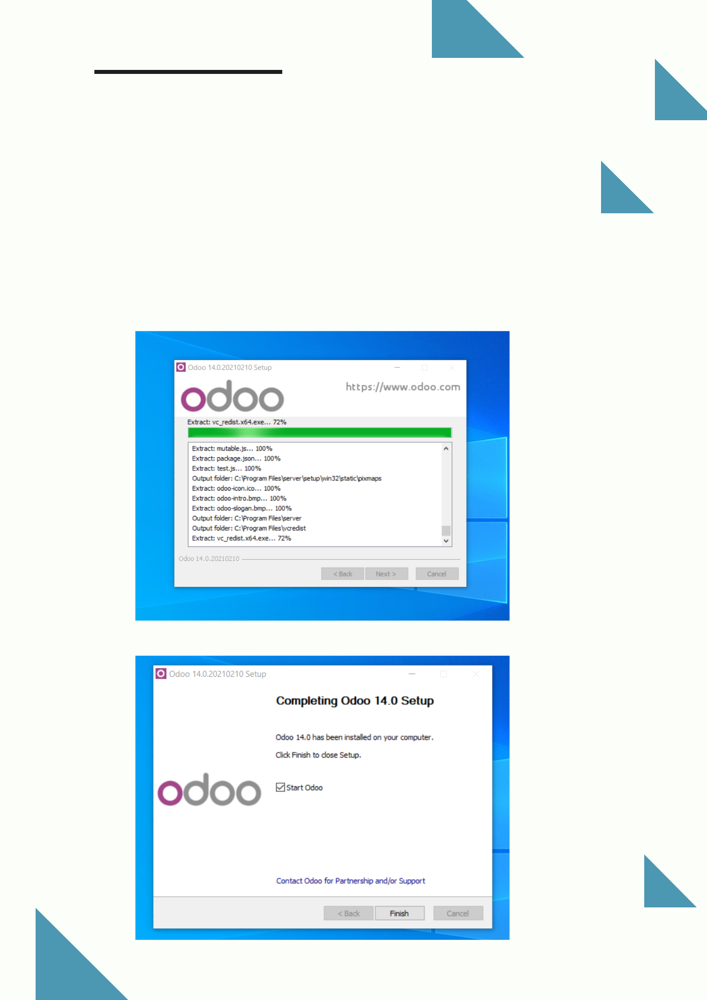 Odoo 14.0.20210210 Setup
odoo
https://www.odoo.com
Extract: vc_redist.x64.exe... 72%
Extract: mutable.js... 100%
Extract: package.json... 100%
Extract: test.js... 100%
Output folder: C:\Program Files\server\setup\win32\static\pixmaps
Extract: odoo-icon.ico... 100%
Extract: odoo-intro.bmp... 100%
Extract: odoo-slogan.bmp... 100%
Output folder: C:\Program Files\server
Output folder: C:\Program Files\vcredist
Extract: vc_redist.x64.exe... 72%
Odoo 14.0.20210210
< Back Next > Cancel
Odoo 14.0.20210210 Setup
Completing Odoo 14.0 Setup
Odoo 14.0 has been installed on your computer.
Click Finish to close Setup.
odoo
Start Odoo
Contact Odoo for Partnership and/or Support
< Back Finish Cancel